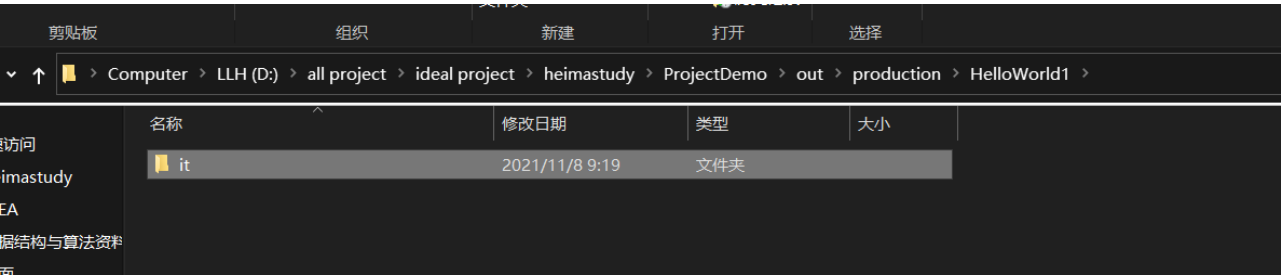 剪贴板 组织 新建 打开 选择
Computer > LLH (D:) > all project > ideal project > heimastudy > ProjectDemo > out > production > HelloWorld1 >
名称 修改日期 类型 大小
访问
it 2021/11/8 9:19 文件夹
imastudy
EA
据结构与算法资料